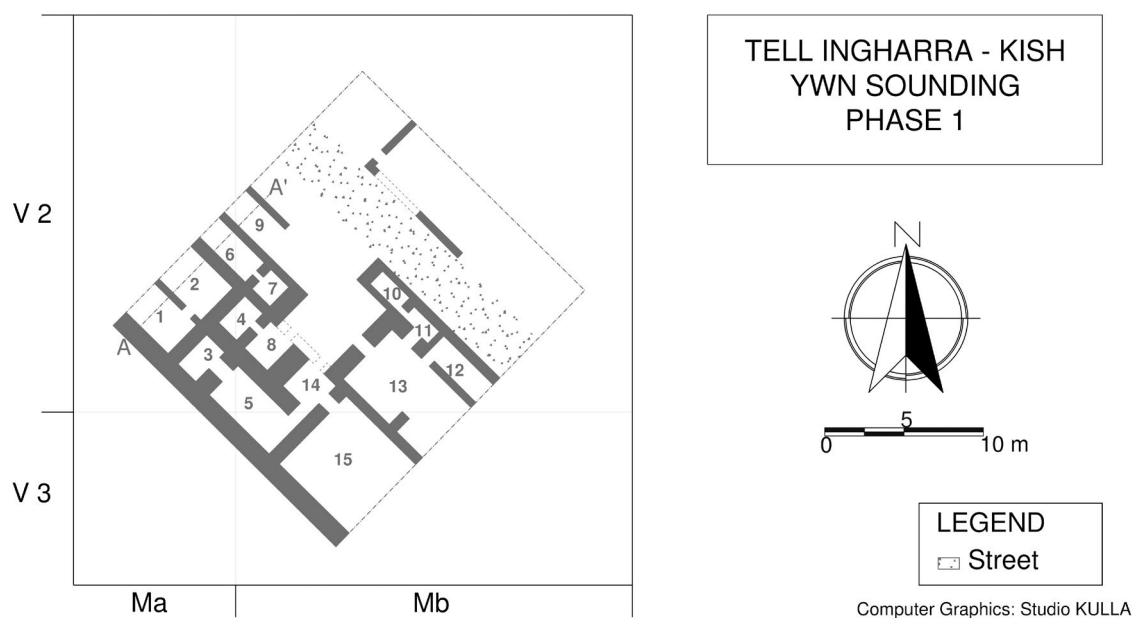 TELL INGHARRA - KISH
YWN SOUNDING
PHASE 1
V 2
V 3
Ma
Mb
A'
A
9
6
7
2
1
4
3
8
5
14
10
11
12
13
15
N
5
0
10 m
LEGEND
Street
Computer Graphics: Studio KULLA